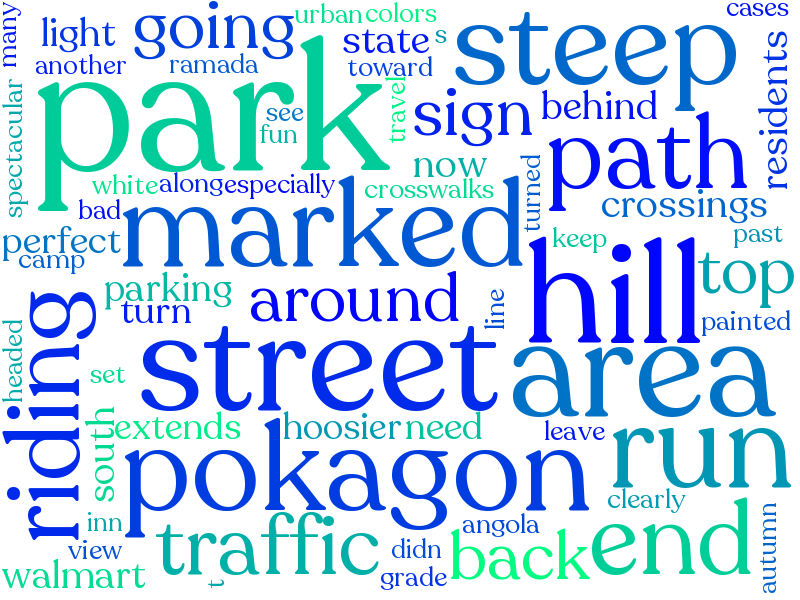 many
light
going
urban
colors
state
s
steep
cases
another
ramada
toward
park
see
fun
travel
sign
behind
residents
spectacular
now
path
white
along
especially
crosswalks
turned
crossings
bad
marked
perfect
camp
keep
past
hill
top
parking
around
turn
line
painted
headed
riding
street
area
set
south
extends
hoosier
need
leave
run
pokagon
clearly
inn
angola
view
traffic
didn
back
end
autumn
walmart
t
grade